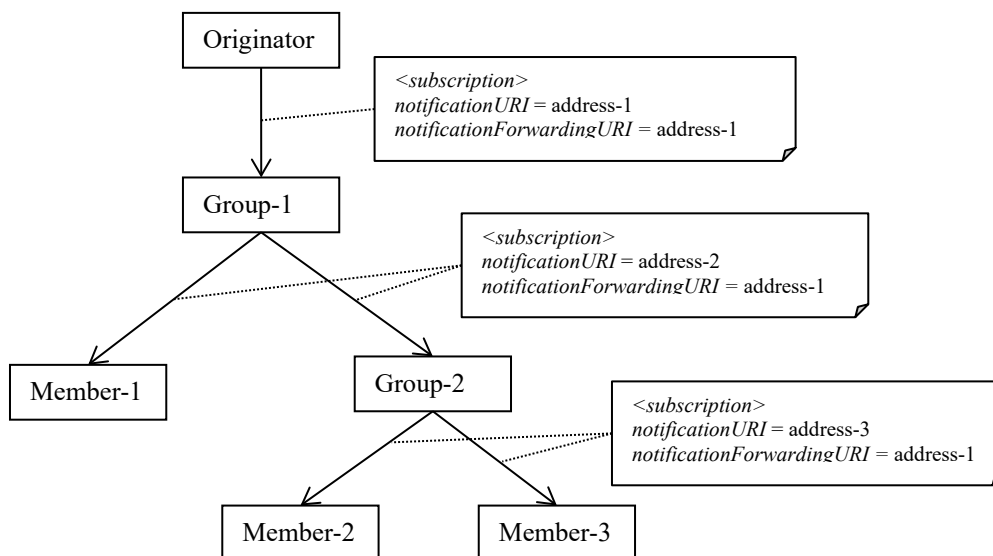 Originator
<subscription>
notificationURI = address-1
notificationForwardingURI = address-1
Group-1
<subscription>
notificationURI = address-2
notificationForwardingURI = address-1
Member-1
Group-2
<subscription>
notificationURI = address-3
notificationForwardingURI = address-1
Member-2
Member-3